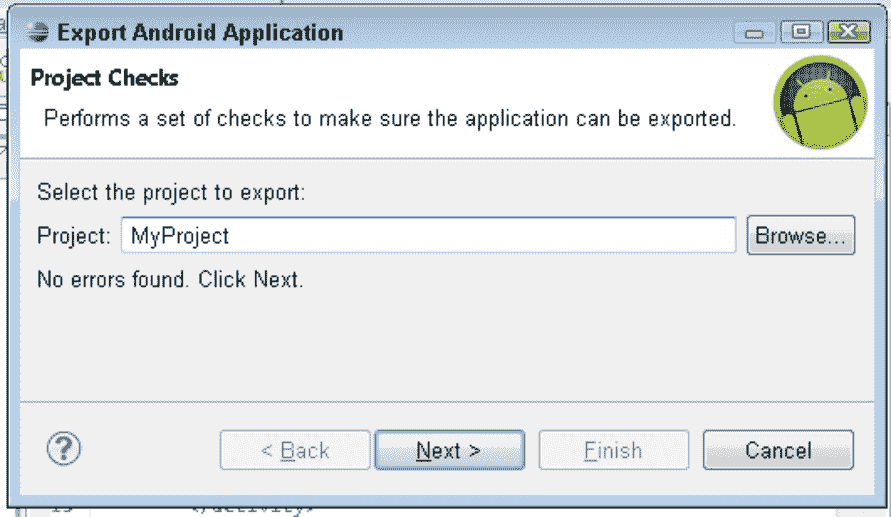 Export Android Application
Project Checks
Performs a set of checks to make sure the application can be exported.
Select the project to export:
Project: MyProject Browse...
No errors found. Click Next.
? < Back Next > Finish Cancel